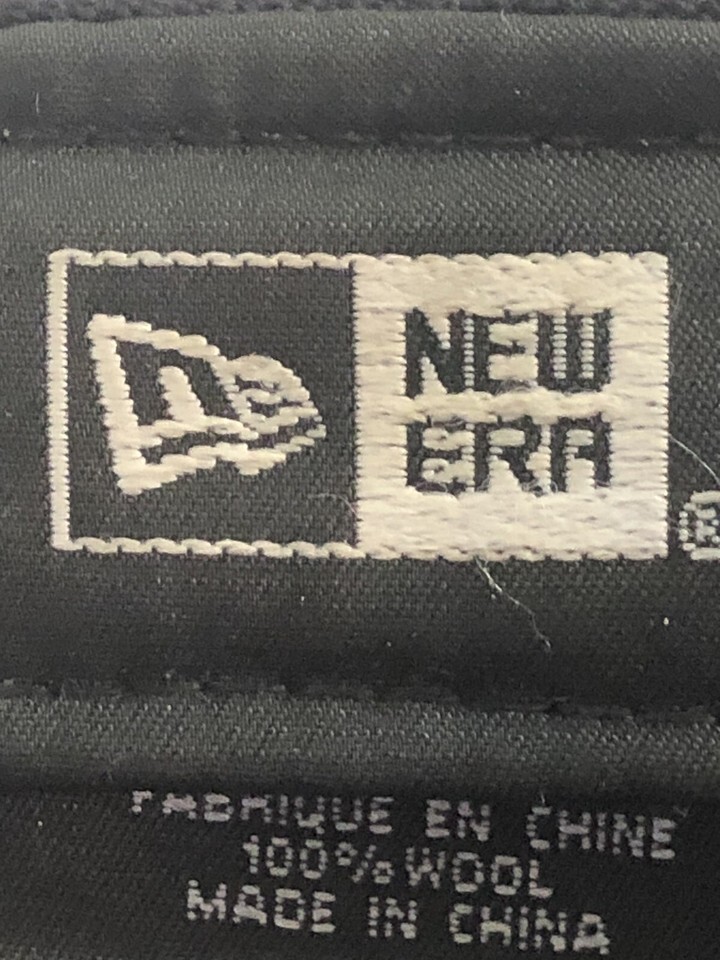 NEW
ERA
®
FABRIQUE EN CHINE
100% WOOL
MADE IN CHINA